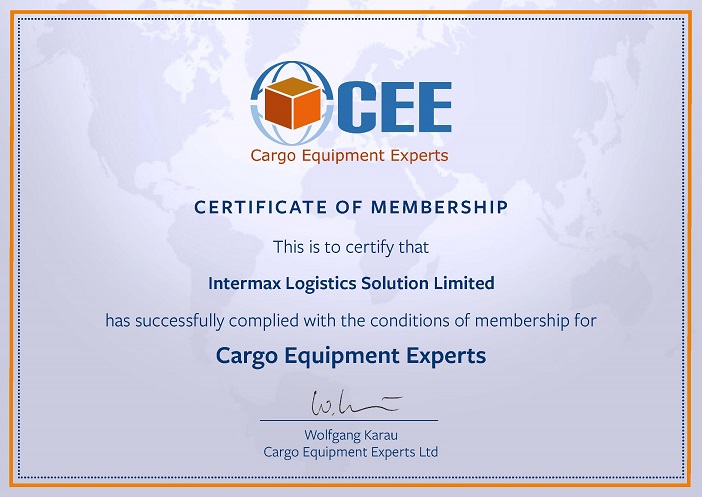 CEE
Cargo Equipment Experts
CERTIFICATE OF MEMBERSHIP
This is to certify that
Intermax Logistics Solution Limited
has successfully complied with the conditions of membership for
Cargo Equipment Experts
Wolfgang Karau
Cargo Equipment Experts Ltd